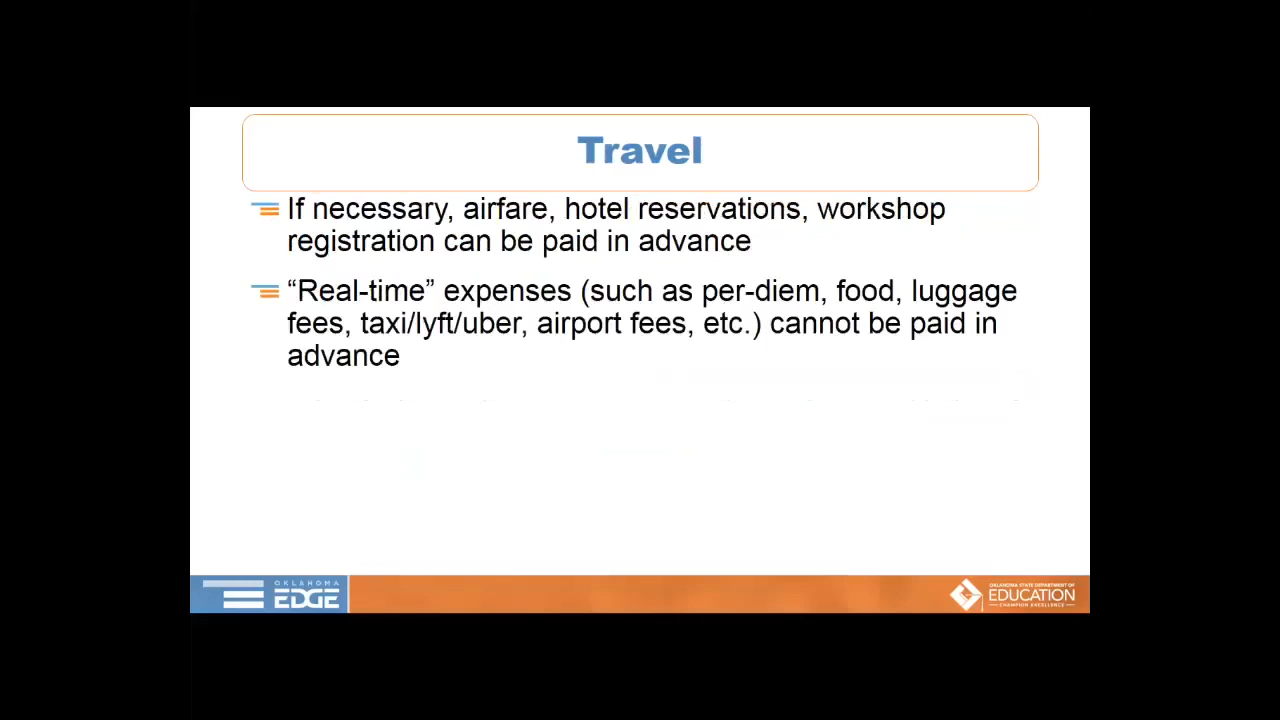 Travel
If necessary, airfare, hotel reservations, workshop
registration can be paid in advance
“Real-time” expenses (such as per-diem, food, luggage
fees, taxi/lyft/uber, airport fees, etc.) cannot be paid in
advance
OKLAHOMA
EDGE
OKLAHOMA STATE DEPARTMENT OF
EDUCATION
CHAMPION EXCELLENCE